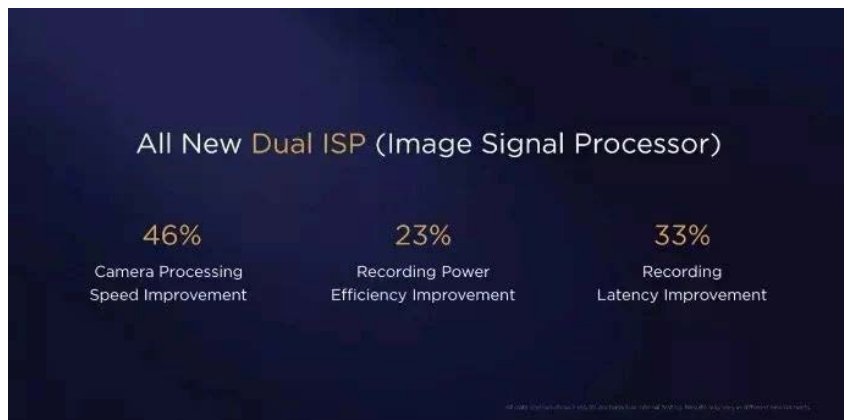 All New Dual ISP (Image Signal Processor)
46%
Camera Processing
Speed Improvement
23%
Recording Power
Efficiency Improvement
33%
Recording
Latency Improvement